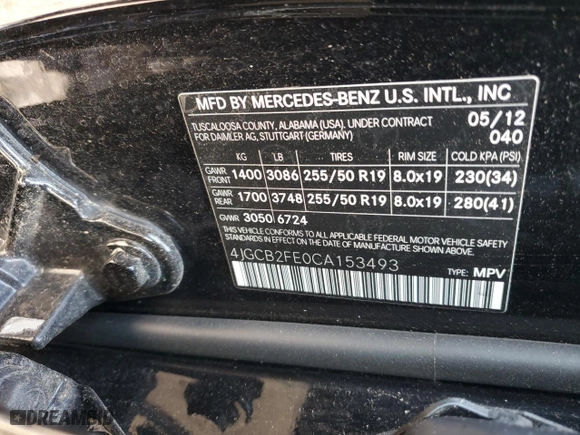 MFD BY MERCEDES-BENZ U.S. INTL., INC
TUSCALOOSA COUNTY, ALABAMA (USA). UNDER CONTRACT 05/12
FOR DAIMLER AG, STUTTGART (GERMANY) 040
KG LB TIRES RIM SIZE COLD KPA (PSI)
GAWR FRONT 1400 3086 255/50 R19 8.0x19 230(34)
GAWR REAR 1700 3748 255/50 R19 8.0x19 280(41)
GWR 3050 6724
THIS VEHICLE CONFORMS TO ALL APPLICABLE FEDERAL MOTOR VEHICLE SAFETY
STANDARDS IN EFFECT ON THE DATE OF MANUFACTURE SHOWN ABOVE.
4JGCB2FE0CA153493 TYPE: MPV
DREAMBID